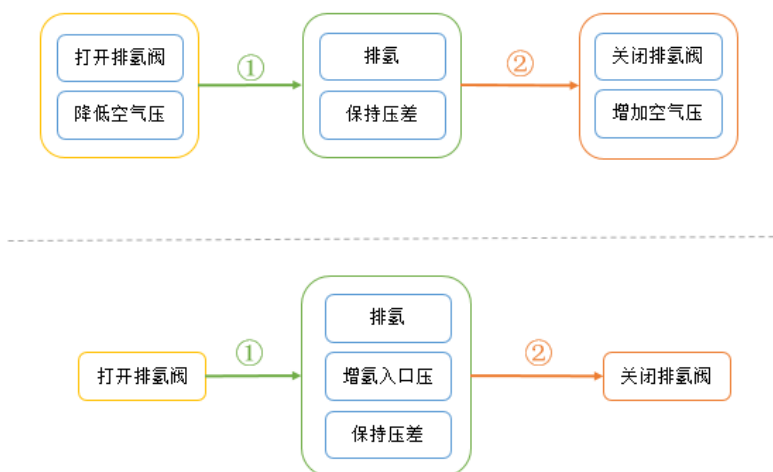 打开排氢阀
降低空气压
①
排氢
保持压差
②
关闭排氢阀
增加空气压
打开排氢阀
①
排氢
增氢入口压
保持压差
②
关闭排氢阀